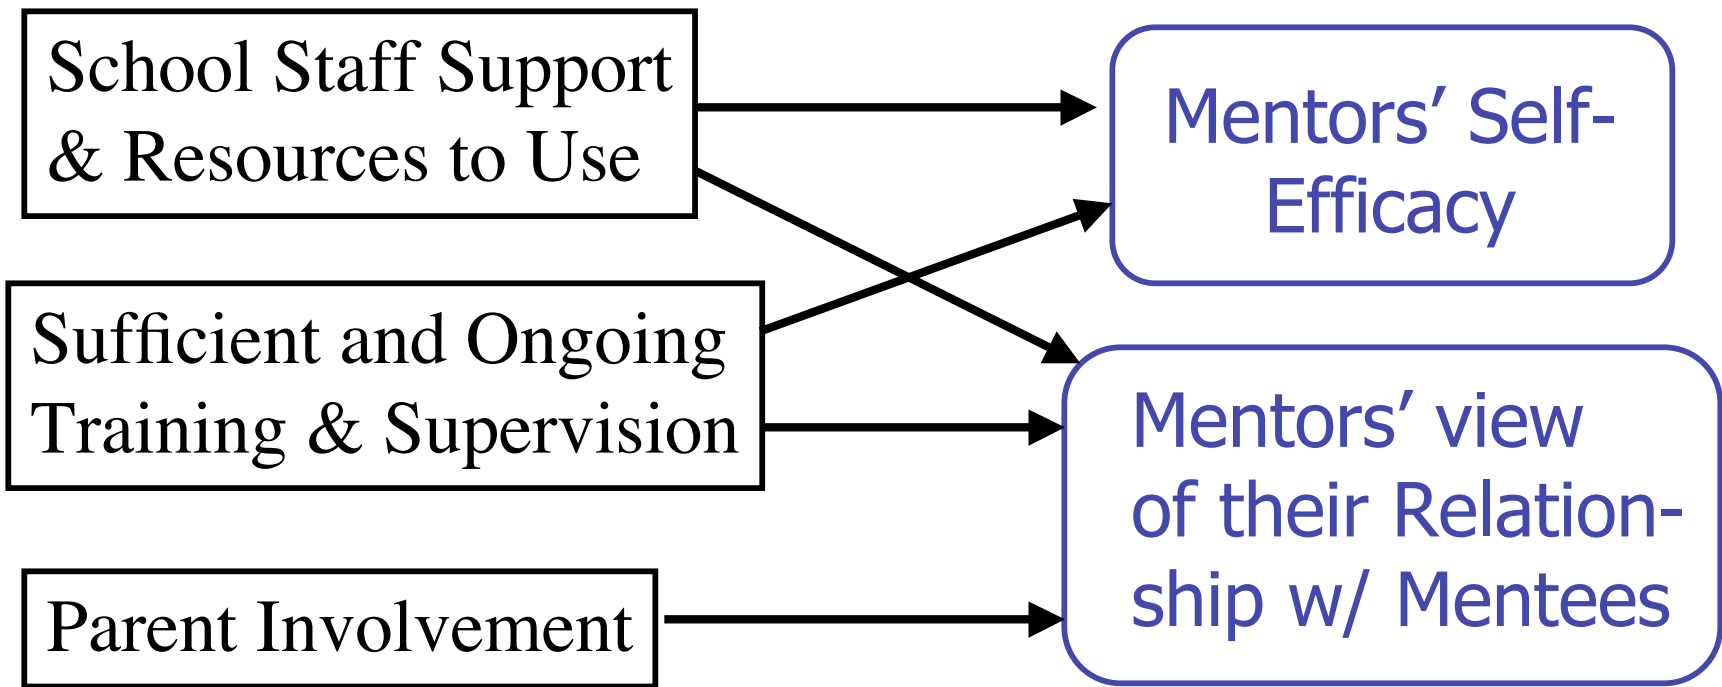 School Staff Support
& Resources to Use
Mentors’ Self-
Efficacy
Sufficient and Ongoing
Training & Supervision
Mentors’ view
of their Relation-
ship w/ Mentees
Parent Involvement